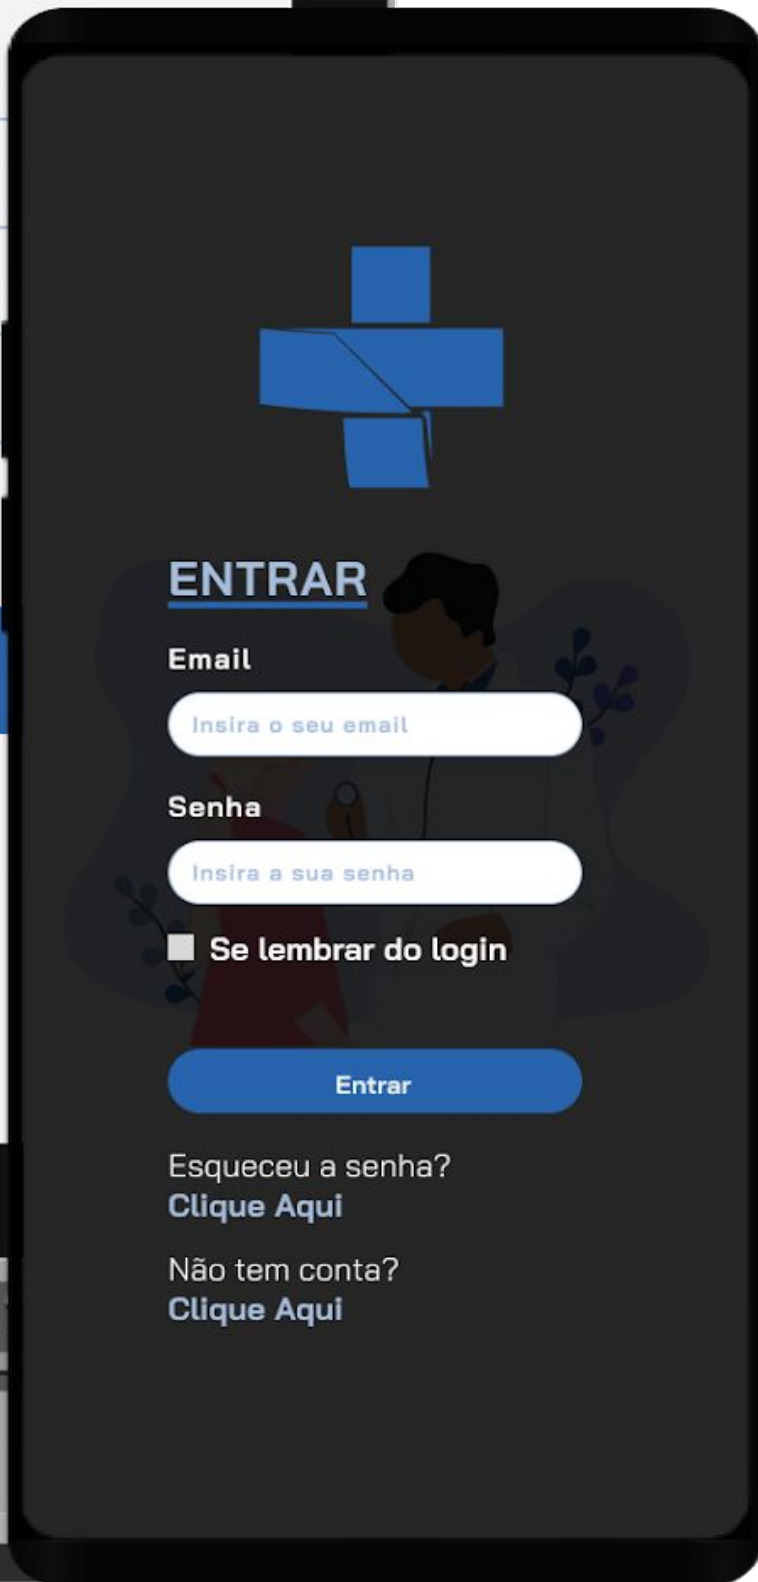 ENTRAR
Email
Insira o seu email
Senha
Insira a sua senha
Se lembrar do login
Entrar
Esqueceu a senha?
Clique Aqui
Não tem conta?
Clique Aqui